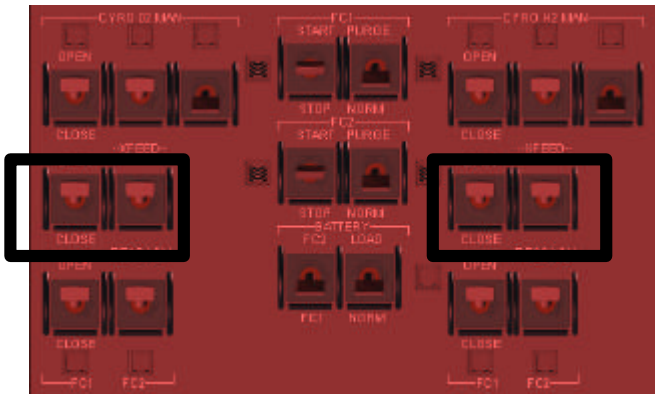 CYRO O2 MAN
FC1
CYRO H2 MAN
START PURGE
OPEN
OPEN
STOP NORM
CLOSE
FC2
CLOSE
XFEED
START PURGE
XFEED
STOP NORM
CLOSE
BATTERY
CLOSE
FC2 LOAD
OPEN
OPEN
FC1 NORM
CLOSE
CLOSE
FC1 FC2
FC1 FC2